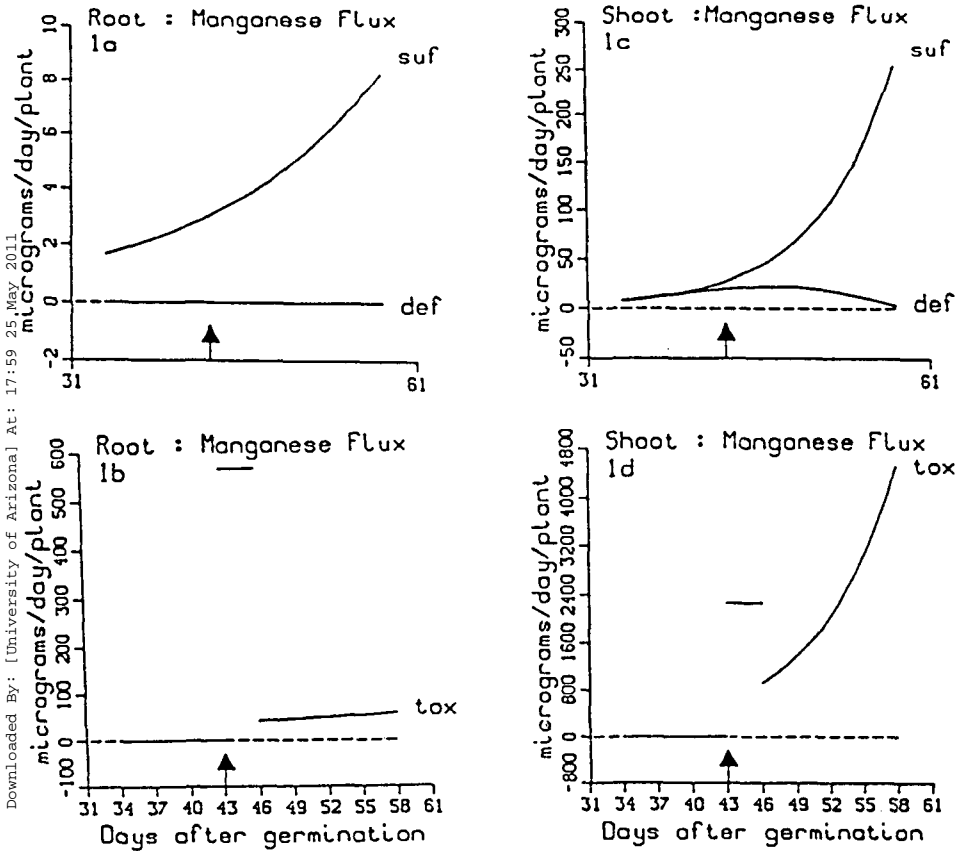 Downloaded By: [University of Arizona] At: 17:59 25 May 2011
Root : Manganese Flux
1a
micrograms/day/plant
10
8
6
4
2
0
-2
suf
def
31
61
Shoot :Manganese Flux
1c
micrograms/day/plant
300
250
200
150
100
50
0
-50
suf
def
31
61
Root : Manganese Flux
1b
micrograms/day/plant
600
500
400
300
200
100
0
-100
tox
31 34 37 40 43 46 49 52 55 58 61
Days after germination
Shoot : Manganese Flux
1d
micrograms/day/plant
4800
4000
3200
2400
1600
800
0
-800
tox
31 34 37 40 43 46 49 52 55 58 61
Days after germination